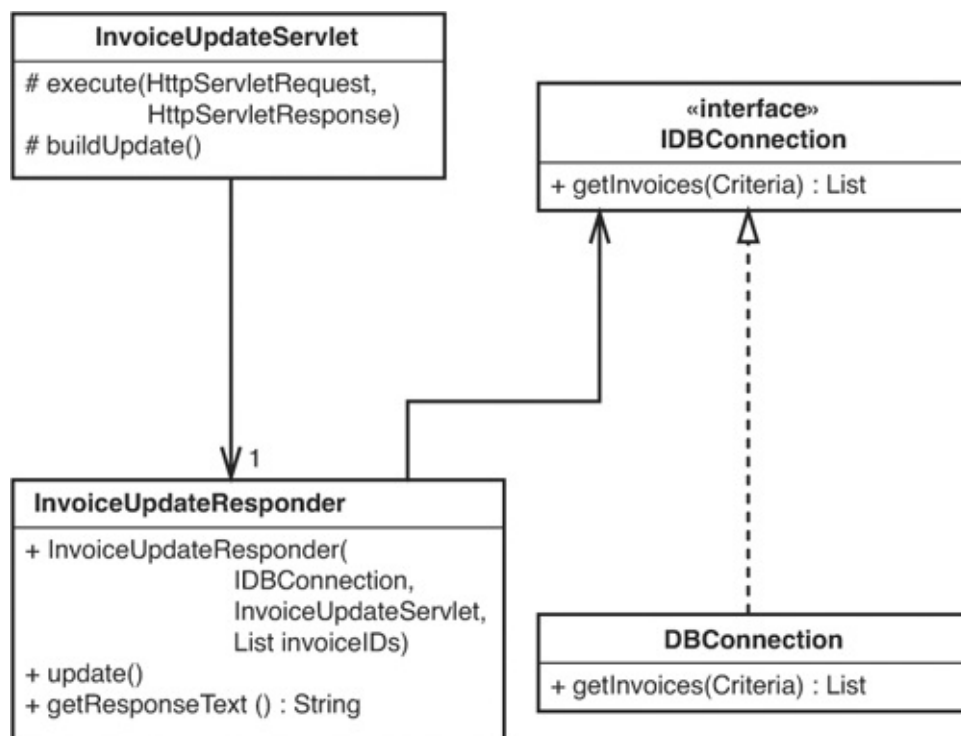 InvoiceUpdateServlet
# execute(HttpServletRequest,
HttpServletResponse)
# buildUpdate()
«interface»
IDBConnection
+ getInvoices(Criteria) : List
1
InvoiceUpdateResponder
+ InvoiceUpdateResponder(
IDBConnection,
InvoiceUpdateServlet,
List invoiceIDs)
+ update()
+ getResponseText () : String
DBConnection
+ getInvoices(Criteria) : List